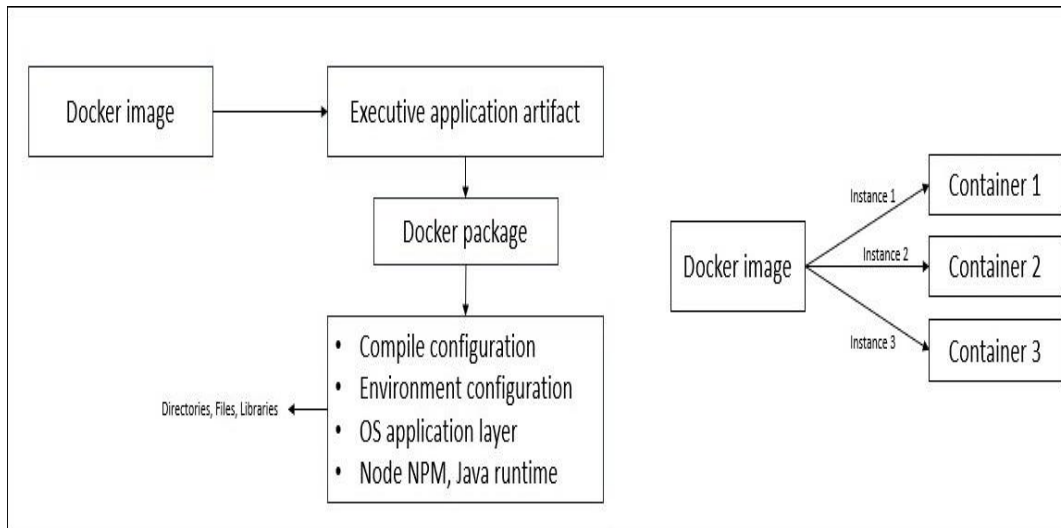 Docker image
Executive application artifact
Docker package
• Compile configuration
• Environment configuration
• OS application layer
• Node NPM, Java runtime
Directories, Files, Libraries
Docker image
Instance 1
Container 1
Instance 2
Container 2
Instance 3
Container 3